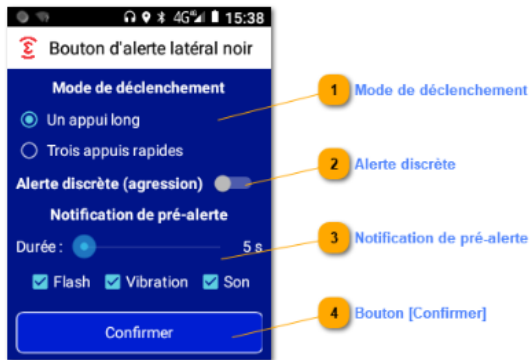 4G 15:38
Bouton d'alerte latéral noir
Mode de déclenchement
Un appui long
Trois appuis rapides
Alerte discrète (agression)
Notification de pré-alerte
Durée : 5 s
Flash Vibration Son
Confirmer
1 Mode de déclenchement
2 Alerte discrète
3 Notification de pré-alerte
4 Bouton [Confirmer]